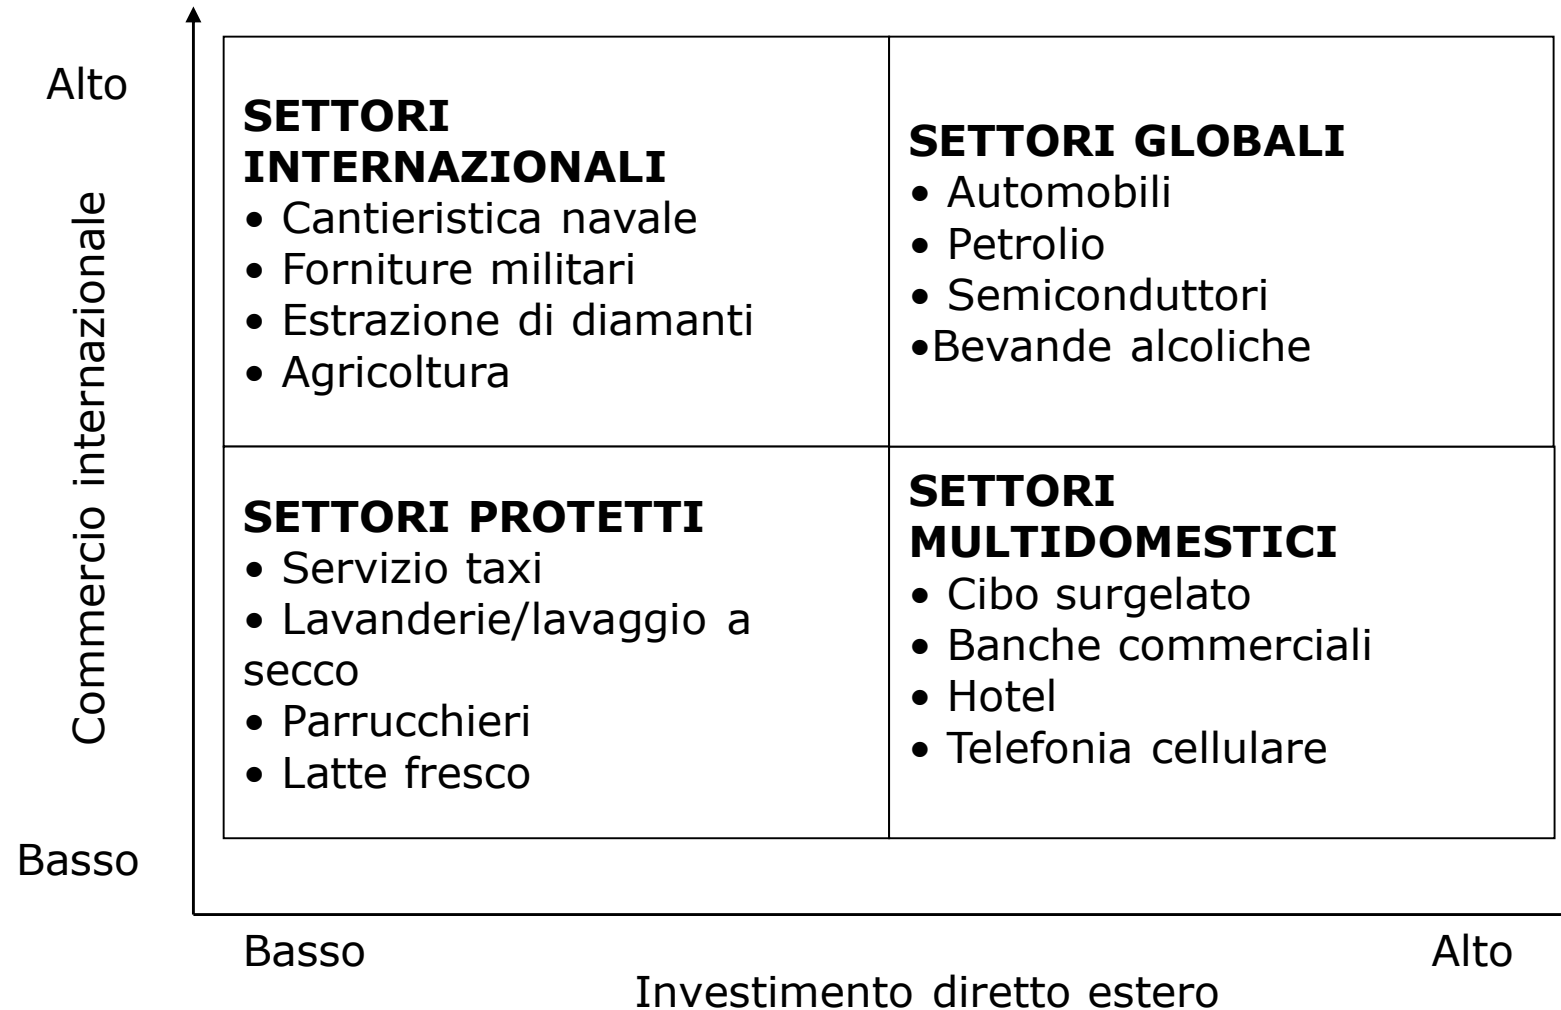 Alto
Commercio internazionale
Basso
SETTORI
INTERNAZIONALI
• Cantieristica navale
• Forniture militari
• Estrazione di diamanti
• Agricoltura
SETTORI GLOBALI
• Automobili
• Petrolio
• Semiconduttori
•Bevande alcoliche
SETTORI PROTETTI
• Servizio taxi
• Lavanderie/lavaggio a
secco
• Parrucchieri
• Latte fresco
SETTORI
MULTIDOMESTICI
• Cibo surgelato
• Banche commerciali
• Hotel
• Telefonia cellulare
Basso
Alto
Investimento diretto estero